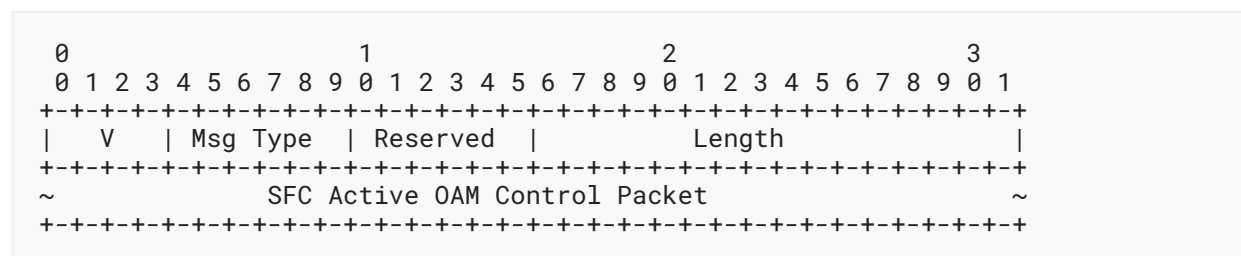 0                   1                   2                   3
 0 1 2 3 4 5 6 7 8 9 0 1 2 3 4 5 6 7 8 9 0 1 2 3 4 5 6 7 8 9 0 1
+-+-+-+-+-+-+-+-+-+-+-+-+-+-+-+-+-+-+-+-+-+-+-+-+-+-+-+-+-+-+-+-+
|   V   | Msg Type  | Reserved  |          Length               |
+-+-+-+-+-+-+-+-+-+-+-+-+-+-+-+-+-+-+-+-+-+-+-+-+-+-+-+-+-+-+-+-+
~              SFC Active OAM Control Packet                    ~
+-+-+-+-+-+-+-+-+-+-+-+-+-+-+-+-+-+-+-+-+-+-+-+-+-+-+-+-+-+-+-+-+